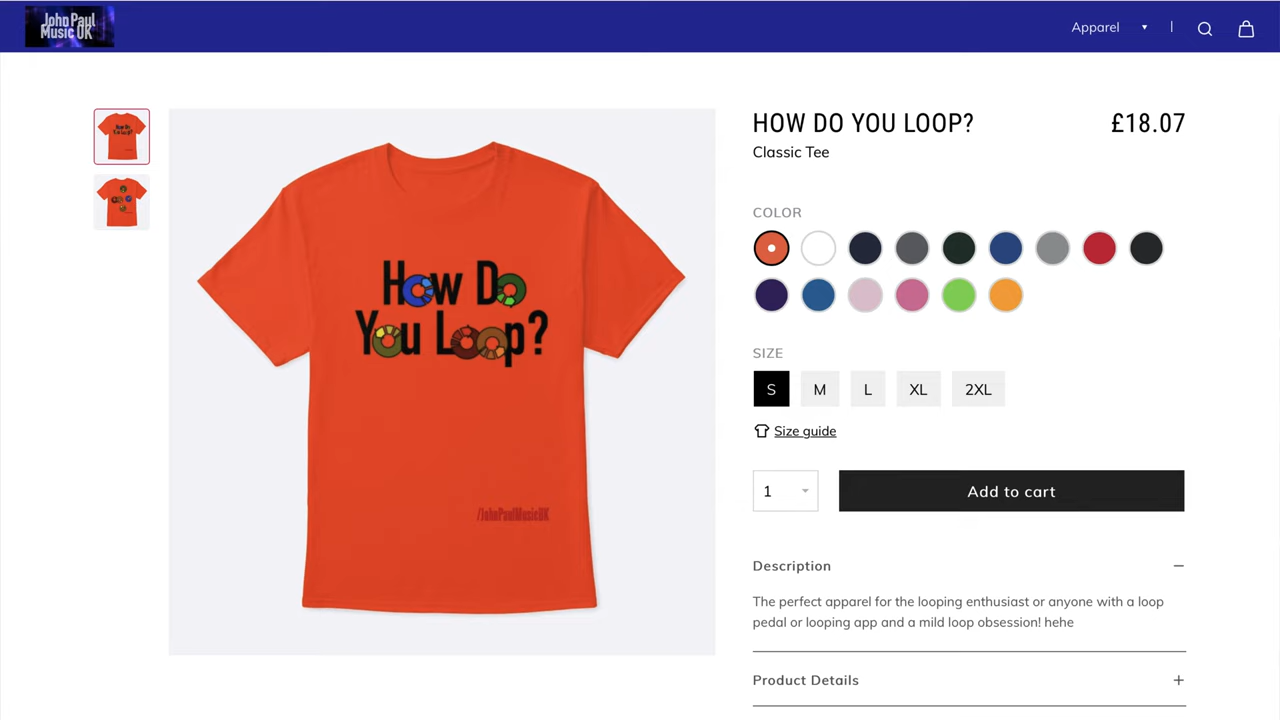 John Paul
Music OK
Apparel
HOW DO YOU LOOP?
£18.07
Classic Tee
COLOR
How Do
You Loop?
/JohnPaulMusicUK
SIZE
S
M
L
XL
2XL
Size guide
1
Add to cart
Description
The perfect apparel for the looping enthusiast or anyone with a loop
pedal or looping app and a mild loop obsession! hehe
Product Details